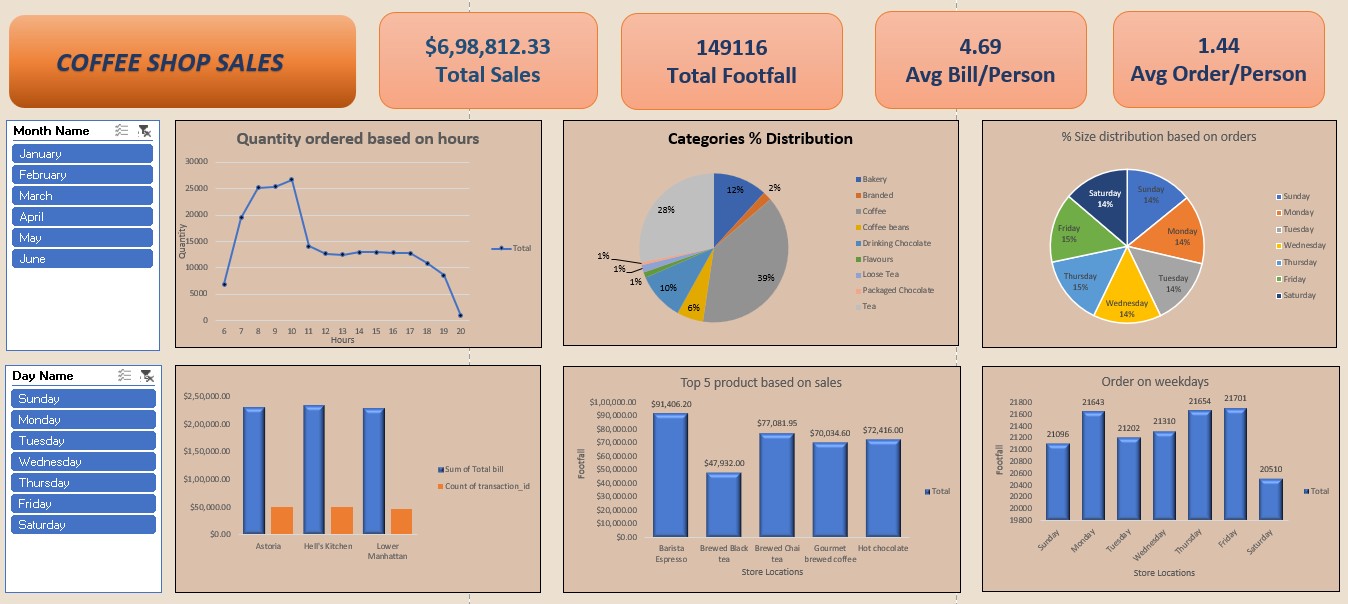 COFFEE SHOP SALES
$6,98,812.33
Total Sales
149116
Total Footfall
4.69
Avg Bill/Person
1.44
Avg Order/Person
Month Name
January
February
March
April
May
June
Quantity ordered based on hours
30000
25000
20000
15000
10000
5000
0
Quantity
6 7 8 9 10 11 12 13 14 15 16 17 18 19 20
Hours
Total
Categories % Distribution
12%
2%
39%
6%
10%
1%
1%
1%
28%
Bakery
Branded
Coffee
Coffee beans
Drinking Chocolate
Flavours
Loose Tea
Packaged Chocolate
Tea
% Size distribution based on orders
Sunday
14%
Monday
14%
Tuesday
14%
Wednesday
14%
Thursday
15%
Friday
15%
Saturday
14%
Sunday
Monday
Tuesday
Wednesday
Thursday
Friday
Saturday
Day Name
Sunday
Monday
Tuesday
Wednesday
Thursday
Friday
Saturday
$2,50,000.00
$2,00,000.00
$1,50,000.00
$1,00,000.00
$50,000.00
$0.00
Astoria
Hell's Kitchen
Lower
Manhattan
Sum of Total bill
Count of transaction_id
Top 5 product based on sales
$1,00,000.00
$90,000.00
$80,000.00
$70,000.00
$60,000.00
$50,000.00
$40,000.00
$30,000.00
$20,000.00
$10,000.00
$0.00
Footfall
$91,406.20
$47,932.00
$77,081.95
$70,034.60
$72,416.00
Barista
Espresso
Brewed Black
tea
Brewed Chai
tea
Gourmet
brewed coffee
Hot chocolate
Store Locations
Total
Order on weekdays
21800
21600
21400
21200
21000
20800
20600
20400
20200
20000
19800
Footfall
21096
21643
21202
21310
21654
21701
20510
Sunday
Monday
Tuesday
Wednesday
Thursday
Friday
Saturday
Store Locations
Total